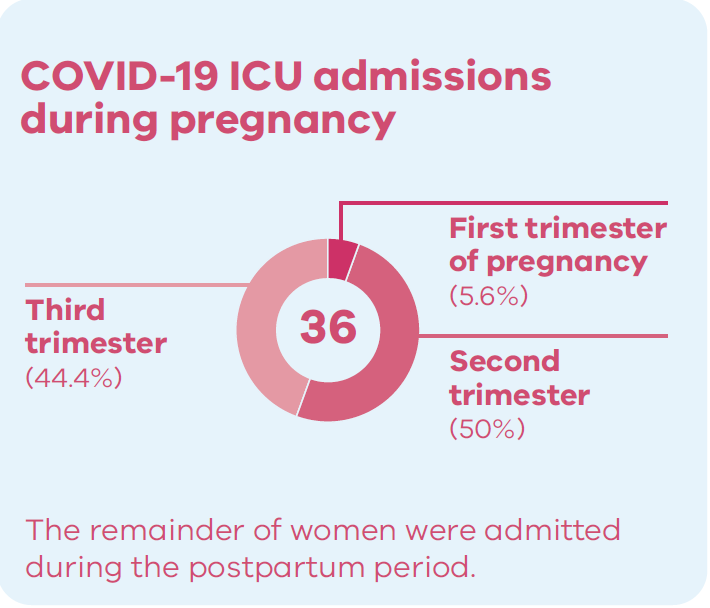 COVID-19 ICU admissions
during pregnancy
First trimester
of pregnancy
(5.6%)
Third
trimester
(44.4%)
36
Second
trimester
(50%)
The remainder of women were admitted
during the postpartum period.